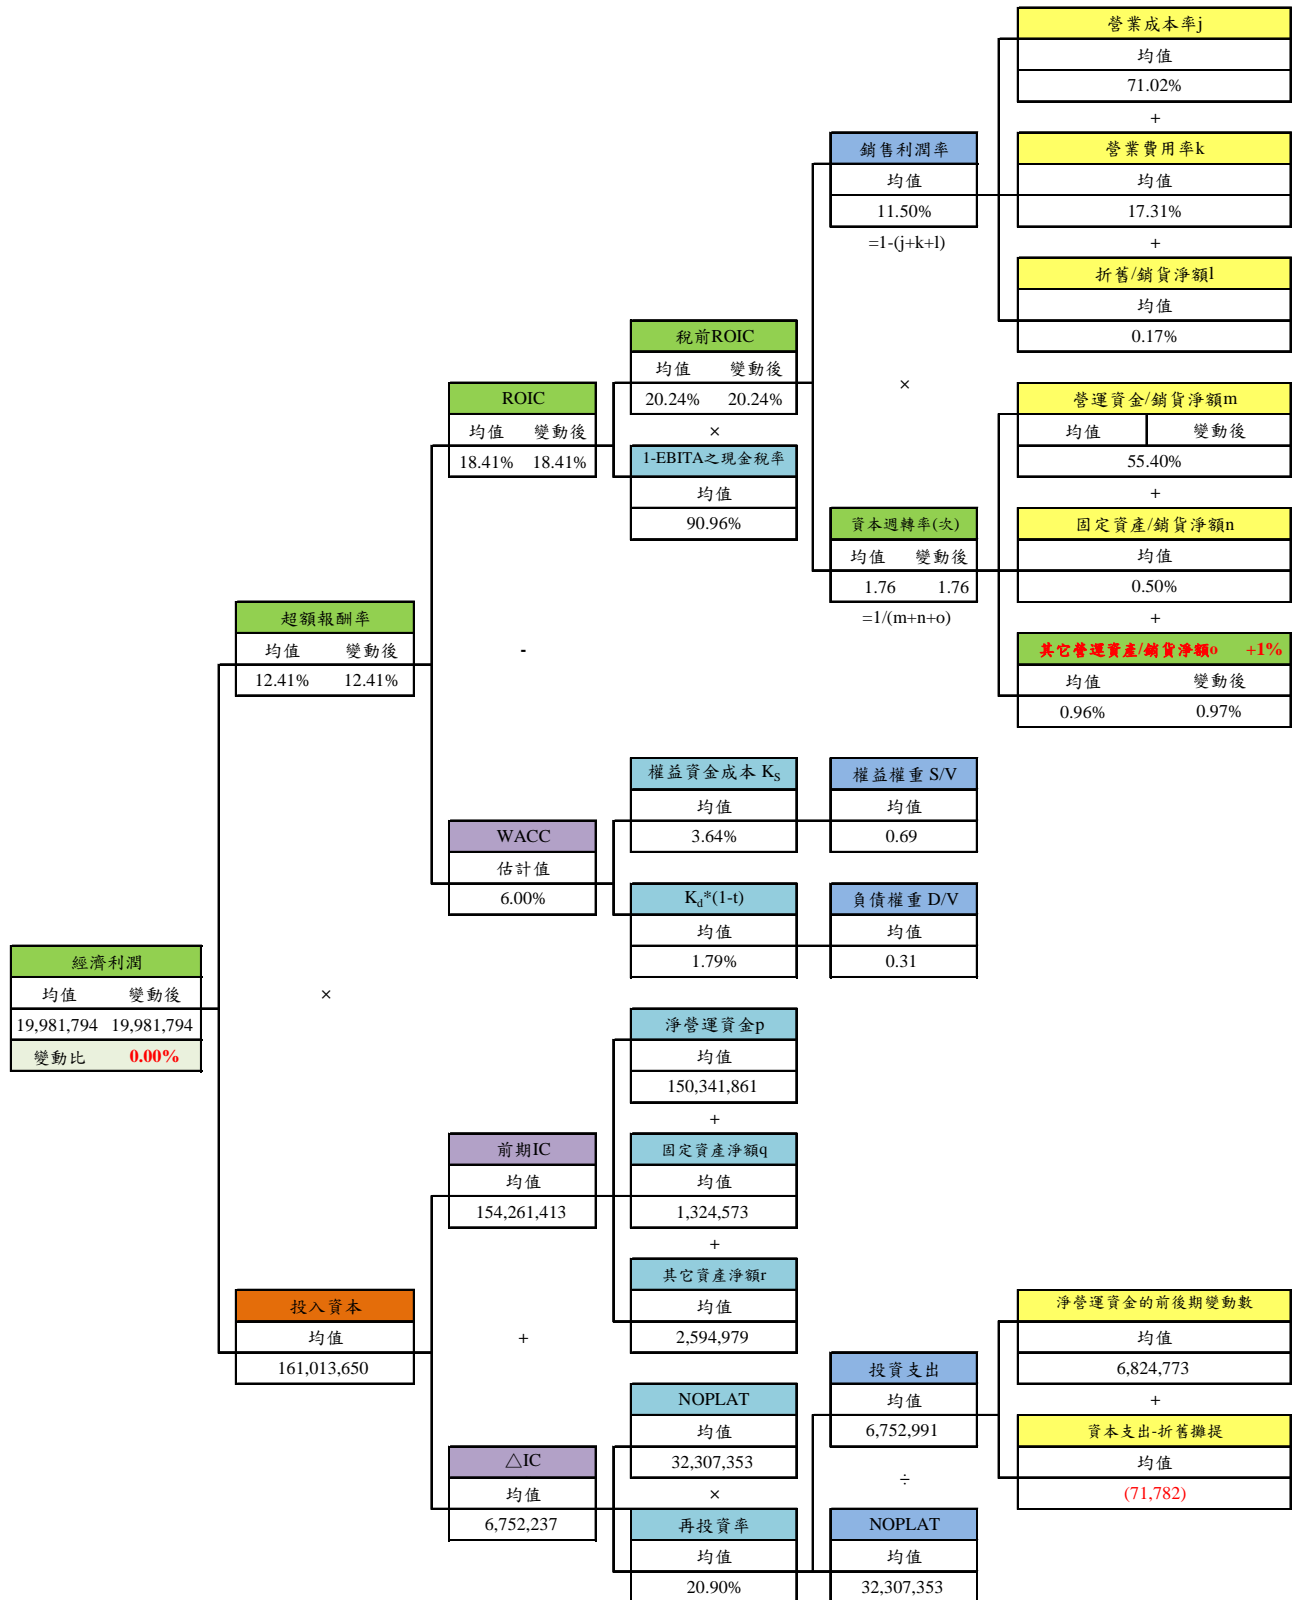 營業成本率j
均值
71.02%
+
銷售利潤率
均值
11.50%
=1-(j+k+l)
營業費用率k
均值
17.31%
+
折舊/銷貨淨額l
均值
0.17%
稅前ROIC
均值 變動後
20.24% 20.24%
×
×
ROIC
均值 變動後
18.41% 18.41%
1-EBITA之現金稅率
均值
90.96%
營運資金/銷貨淨額m
均值 變動後
55.40%
+
資本週轉率(次)
均值 變動後
1.76 1.76
=1/(m+n+o)
固定資產/銷貨淨額n
均值
0.50%
+
超額報酬率
均值 變動後
12.41% 12.41%
-
其它營運資產/銷貨淨額o +1%
均值 變動後
0.96% 0.97%
權益資金成本 KS
均值
3.64%
權益權重 S/V
均值
0.69
WACC
估計值
6.00%
Kd*(1-t)
均值
1.79%
負債權重 D/V
均值
0.31
經濟利潤
均值 變動後
19,981,794 19,981,794
變動比 0.00%
×
淨營運資金p
均值
150,341,861
+
前期IC
均值
154,261,413
固定資產淨額q
均值
1,324,573
+
其它資產淨額r
均值
2,594,979
投入資本
均值
161,013,650
+
淨營運資金的前後期變動數
均值
6,824,773
+
投資支出
均值
6,752,991
÷
NOPLAT
均值
32,307,353
×
資本支出-折舊攤提
均值
(71,782)
△IC
均值
6,752,237
再投資率
均值
20.90%
NOPLAT
均值
32,307,353